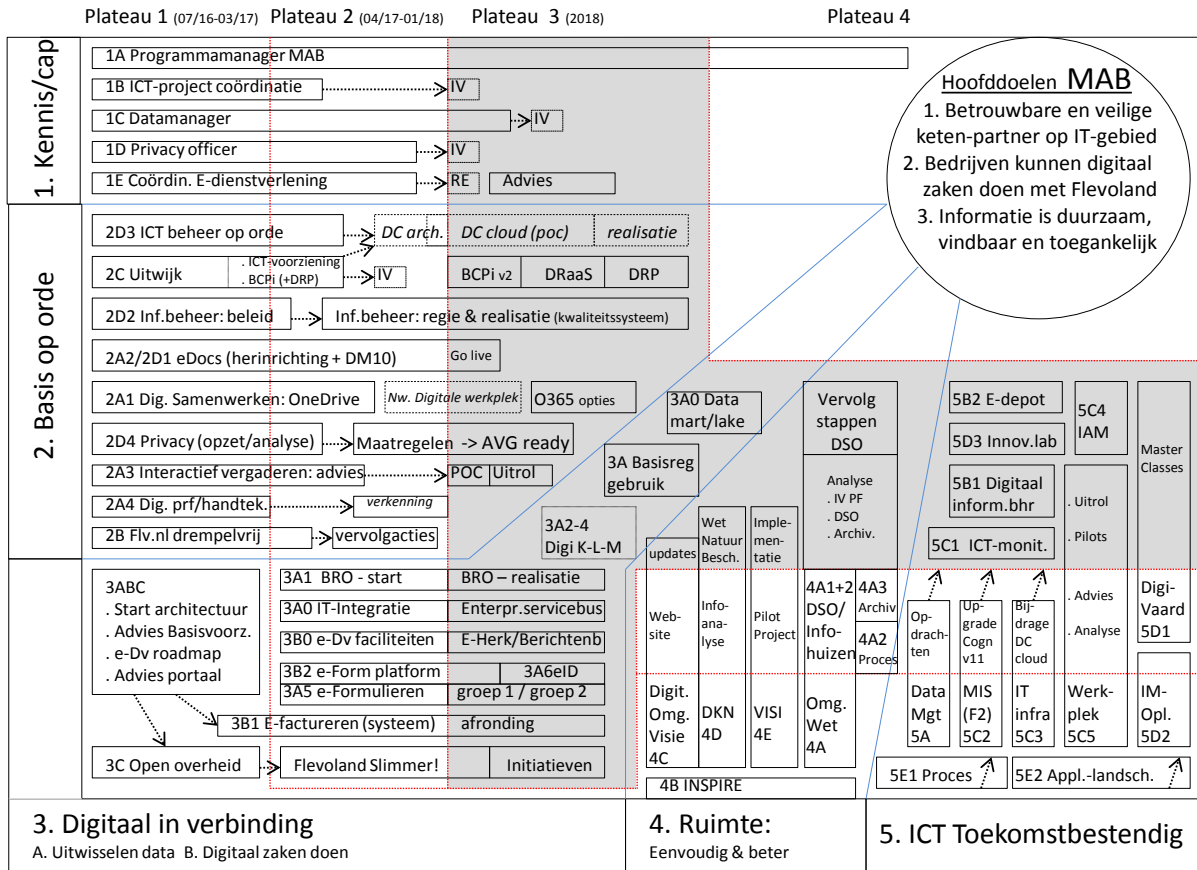 Plateau 1 (07/16-03/17)
Plateau 2 (04/17-01/18)
Plateau 3 (2018)
Plateau 4
1. Kennis/cap
1A Programmamanager MAB
1B ICT-project coördinatie
IV
1C Datamanager
IV
1D Privacy officer
IV
1E Coördin. E-dienstverlening
RE
Advies
Hoofddoelen MAB
1. Betrouwbare en veilige
keten-partner op IT-gebied
2. Bedrijven kunnen digitaal
zaken doen met Flevoland
3. Informatie is duurzaam,
vindbaar en toegankelijk
2. Basis op orde
2D3 ICT beheer op orde
DC arch.
DC cloud (poc)
realisatie
2C Uitwijk
. ICT-voorziening
. BCPi (+DRP)
IV
BCPi v2
DRaaS
DRP
2D2 Inf.beheer: beleid
Inf.beheer: regie & realisatie (kwaliteitssysteem)
2A2/2D1 eDocs (herinrichting + DM10)
Go live
2A1 Dig. Samenwerken: OneDrive
Nw. Digitale werkplek
O365 opties
2D4 Privacy (opzet/analyse)
Maatregelen -> AVG ready
2A3 Interactief vergaderen: advies
POC
Uitrol
2A4 Dig. prf/handtek.
verkenning
2B Flv.nl drempelvrij
vervolgacties
3A0 Data
mart/lake
3A Basisreg
gebruik
3A2-4
Digi K-L-M
Vervolg
stappen
DSO
Analyse
. IV PF
. DSO
. Archiv.
5B2 E-depot
5D3 Innov.lab
5B1 Digitaal
inform.bhr
5C1 ICT-monit.
5C4
IAM
. Uitrol
. Pilots
Master
Classes
3ABC
. Start architectuur
. Advies Basisvoorz.
. e-Dv roadmap
. Advies portaal
3A1 BRO - start
BRO – realisatie
3A0 IT-Integratie
Enterpr.servicebus
3B0 e-Dv faciliteiten
E-Herk/Berichtenb
3B2 e-Form platform
3A6eID
3A5 e-Formulieren
groep 1 / groep 2
3B1 E-factureren (systeem)
afronding
3C Open overheid
Flevoland Slimmer!
Initiatieven
updates
Web-
site
Digit.
Omg.
Visie
4C
Wet
Natuur
Besch.
Info-
analyse
DKN
4D
Imple-
men-
tatie
Pilot
Project
VISI
4E
4A1+2
DSO/
Info-
huizen
Omg.
Wet
4A
4A3
Archiv
4A2
Proces
4B INSPIRE
Op-
drach-
ten
Data
Mgt
5A
Up-
grade
Cogn
v11
MIS
(F2)
5C2
Bij-
drage
DC
cloud
IT
infra
5C3
. Advies
. Analyse
Werk-
plek
5C5
Digi-
Vaard
5D1
IM-
Opl.
5D2
5E1 Proces
5E2 Appl.-landsch.
3. Digitaal in verbinding
A. Uitwisselen data B. Digitaal zaken doen
4. Ruimte:
Eenvoudig & beter
5. ICT Toekomstbestendig